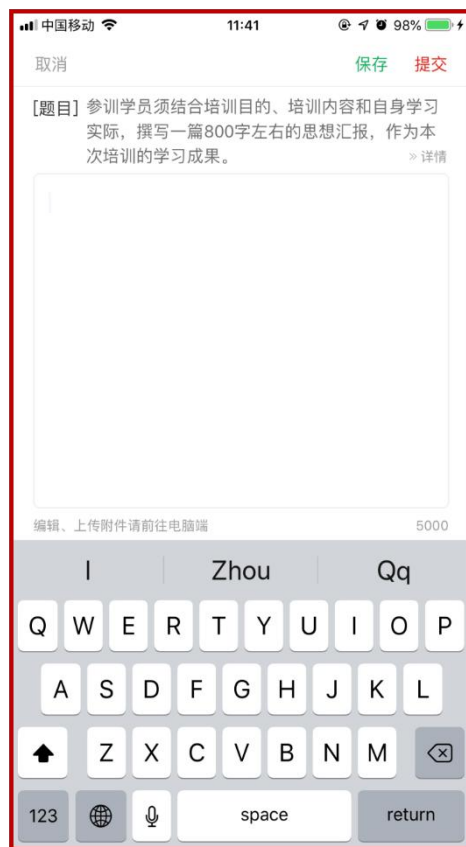 中国移动 11:41 98%
取消 保存 提交
[题目] 参训学员须结合培训目的、培训内容和自身学习
实际，撰写一篇800字左右的思想汇报，作为本
次培训的学习成果。 »详情
编辑、上传附件请前往电脑端 5000
I Zhou Qq
Q W E R T Y U I O P
A S D F G H J K L
Z X C V B N M
123 space return